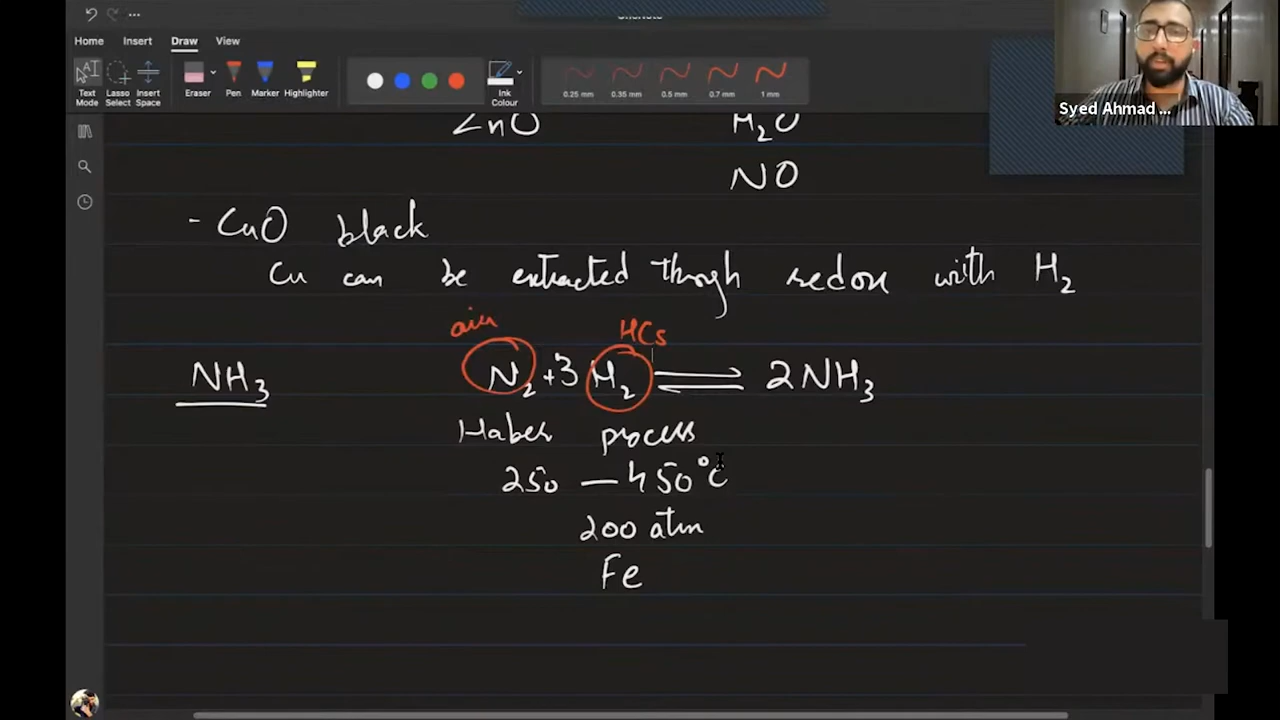 OneNote
Home Insert Draw View
Text Mode Lasso Select Insert Space Eraser Pen Marker Highlighter Ink Colour 0.25 mm 0.35 mm 0.5 mm 0.7 mm 1 mm
Syed Ahmad ...
ZnO H2O
NO
- CuO black
Cu can be extracted through redox with H2
air HCs
NH3 N2 + 3 H2 ⇌ 2NH3
Haber process
250 — 450°C
200 atm
Fe